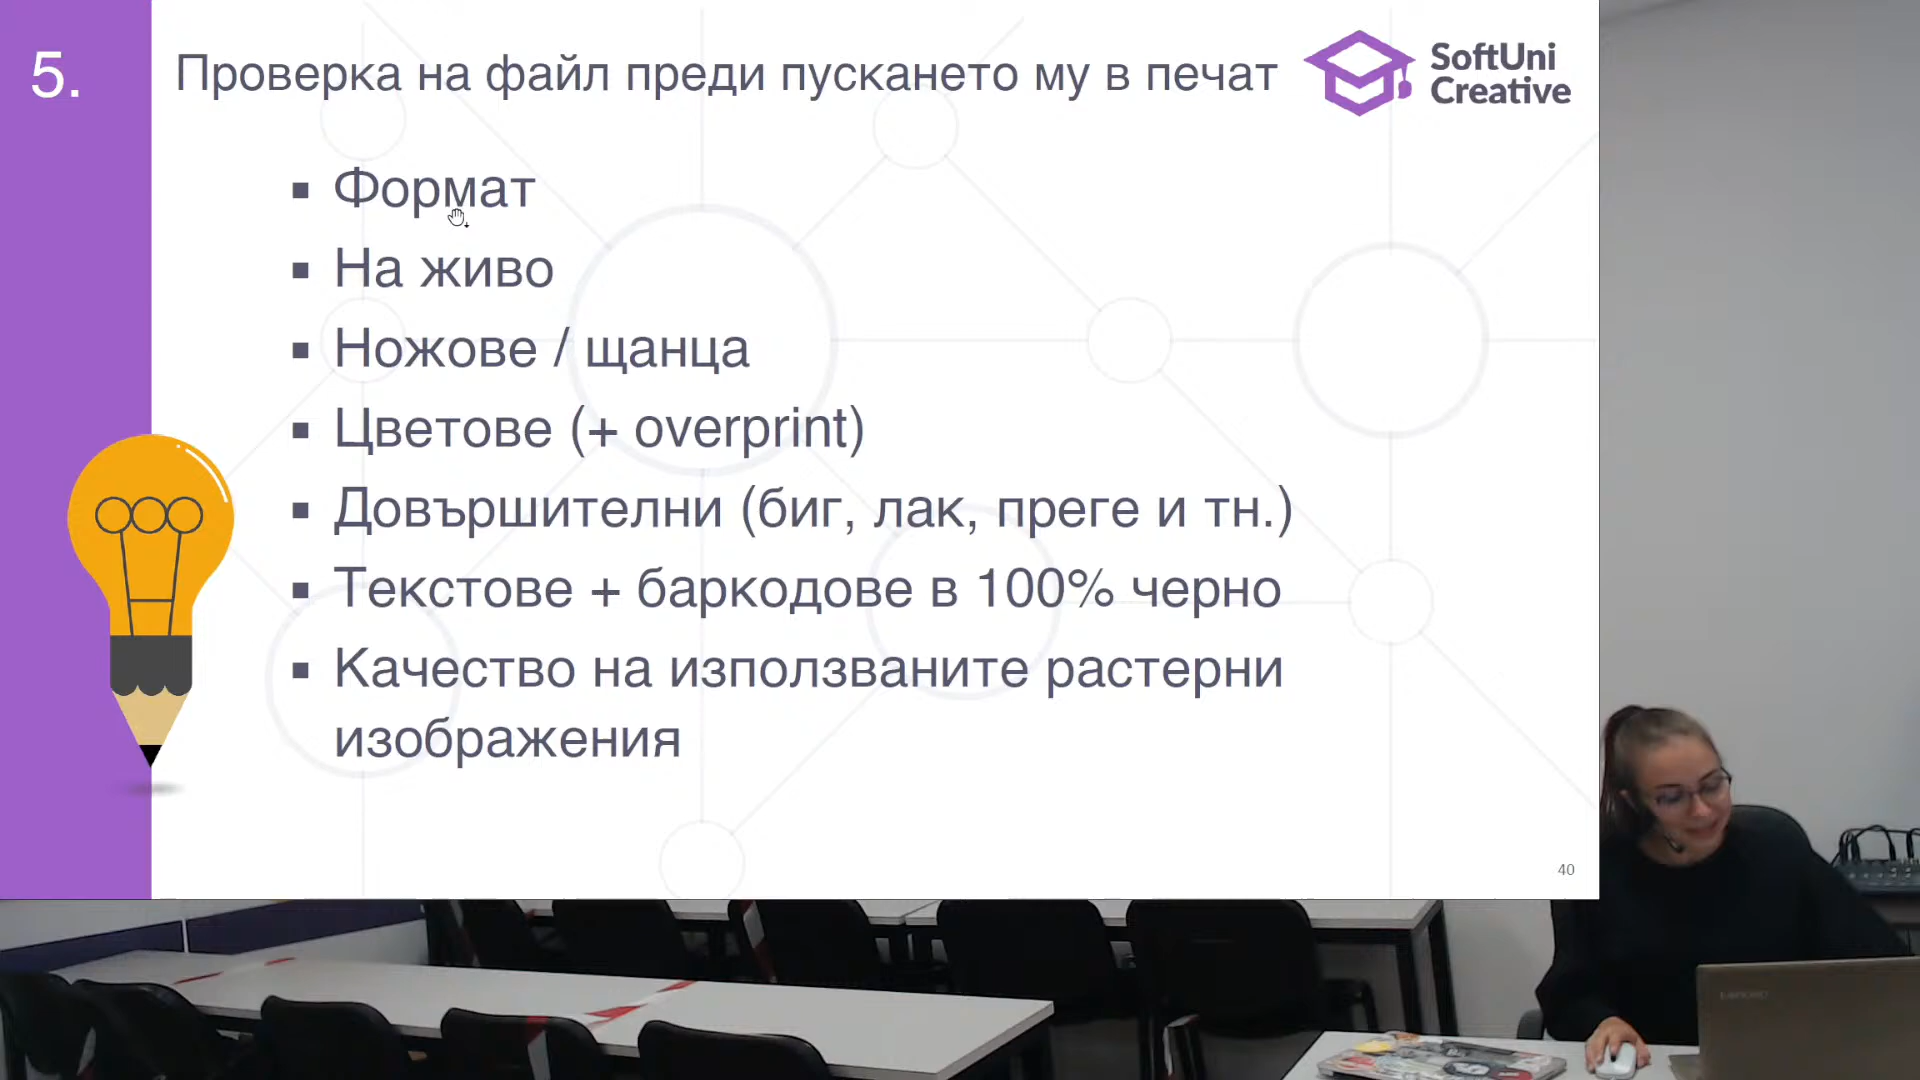 5.
Проверка на файл преди пускането му в печат
SoftUni
Creative
▪ Формат
▪ На живо
▪ Ножове / щанца
▪ Цветове (+ overprint)
▪ Довършителни (биг, лак, преге и тн.)
▪ Текстове + баркодове в 100% черно
▪ Качество на използваните растерни
изображения
40
Lenovo